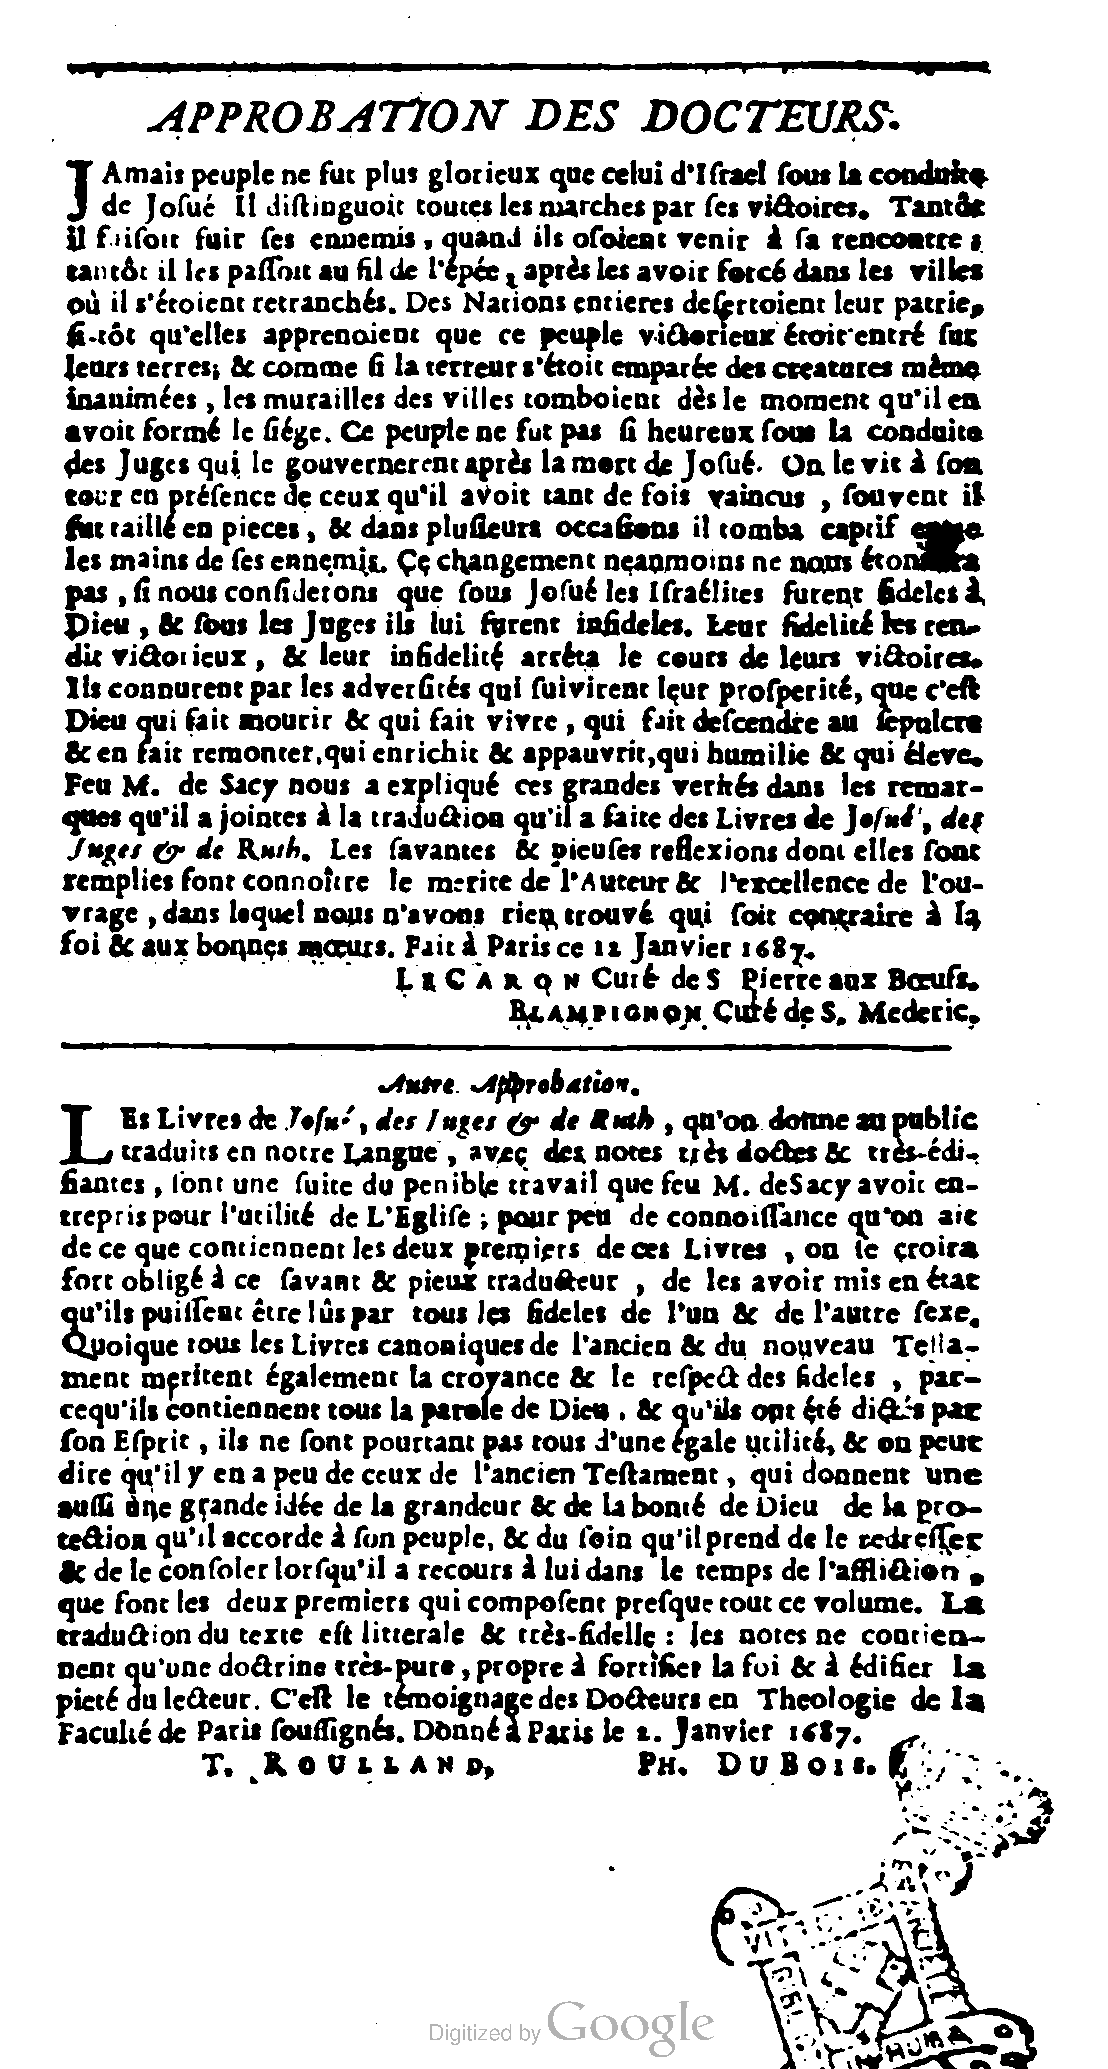 APPROBATION DES DOCTEURS.
JAmais peuple ne fut plus glorieux que celui d'Iſrael ſous la conduite
de Joſué Il diſtinguoit toutes les marches par ſes victoires. Tantôt
il faiſoit fuir ſes ennemis, quand ils oſoient venir à ſa rencontre;
tantôt il les paſſoit au fil de l'épée, après les avoir forcé dans les villes
où il s'étoient retranchés. Des Nations entieres deſertoient leur patrie,
ſi-tôt qu'elles apprenoient que ce peuple victorieux étoit entré ſur
leurs terres; & comme ſi la terreur s'étoit emparée des creatures même
inanimées, les murailles des villes tomboient dès le moment qu'il en
avoit formé le ſiége. Ce peuple ne fut pas ſi heureux ſous la conduite
des Juges qui le gouvernerent après la mort de Joſué. On le vit à ſon
tour en préſence de ceux qu'il avoit tant de fois vaincus, ſouvent il
fut taillé en pieces, & dans pluſieurs occaſions il tomba captif
les mains de ſes ennemis. Ce changement neanmoins ne nous étonnera
pas, ſi nous conſiderons que ſous Joſué les Iſraélites furent fideles à
Dieu, & ſous les Juges ils lui furent infideles. Leur fidelité les ren-
dit victorieux, & leur infidelité arrêta le cours de leurs victoires.
Ils connurent par les adverſités qui ſuivirent leur proſperité, que c'eſt
Dieu qui fait mourir & qui fait vivre, qui fait deſcendre au ſepulcre
& en fait remonter, qui enrichit & appauvrit, qui humilie & qui éleve.
Feu M. de Sacy nous a expliqué ces grandes verités dans les remar-
ques qu'il a jointes à la traduction qu'il a faite des Livres de Joſué, des
Juges & de Ruth. Les ſavantes & pieuſes reflexions dont elles ſont
remplies font connoître le merite de l'Auteur & l'excellence de l'ou-
vrage, dans lequel nous n'avons rien trouvé qui ſoit contraire à la
foi & aux bonnes mœurs. Fait à Paris ce 12 Janvier 1687.
LE CARON Curé de S Pierre aux Bœufs.
BLAMPIGNON Curé de S. Mederic.
Autre Approbation.
LEs Livres de Joſué, des Juges & de Ruth, qu'on donne au public
traduits en notre Langue, avec des notes très doctes & très-édi-
fiantes, ſont une ſuite du penible travail que feu M. de Sacy avoit en-
trepris pour l'utilité de L'Egliſe; pour peu de connoiſſance qu'on ait
de ce que contiennent les deux premiers de ces Livres, on ſe croira
fort obligé à ce ſavant & pieux traducteur, de les avoir mis en état
qu'ils puiſſent être lûs par tous les fideles de l'un & de l'autre ſexe.
Quoique tous les Livres canoniques de l'ancien & du nouveau Teſta-
ment meritent également la croyance & le reſpect des fideles, par-
cequ'ils contiennent tous la parole de Dieu, & qu'ils ont été dictés par
ſon Eſprit, ils ne ſont pourtant pas tous d'une égale utilité, & on peut
dire qu'il y en a peu de ceux de l'ancien Teſtament, qui donnent une
auſſi une grande idée de la grandeur & de la bonté de Dieu de la pro-
tection qu'il accorde à ſon peuple, & du ſoin qu'il prend de le redreſſer
& de le conſoler lorſqu'il a recours à lui dans le temps de l'affliction,
que font les deux premiers qui compoſent preſque tout ce volume. La
traduction du texte eſt litterale & très-fidelle: les notes ne contien-
nent qu'une doctrine très-pure, propre à fortifier la foi & à édifier la
pieté du lecteur. C'eſt le témoignage des Docteurs en Theologie de la
Faculté de Paris ſouſſignés. Donné à Paris le 2. Janvier 1687.
T. ROULLAND, PH. DU BOIS.
Digitized by Google